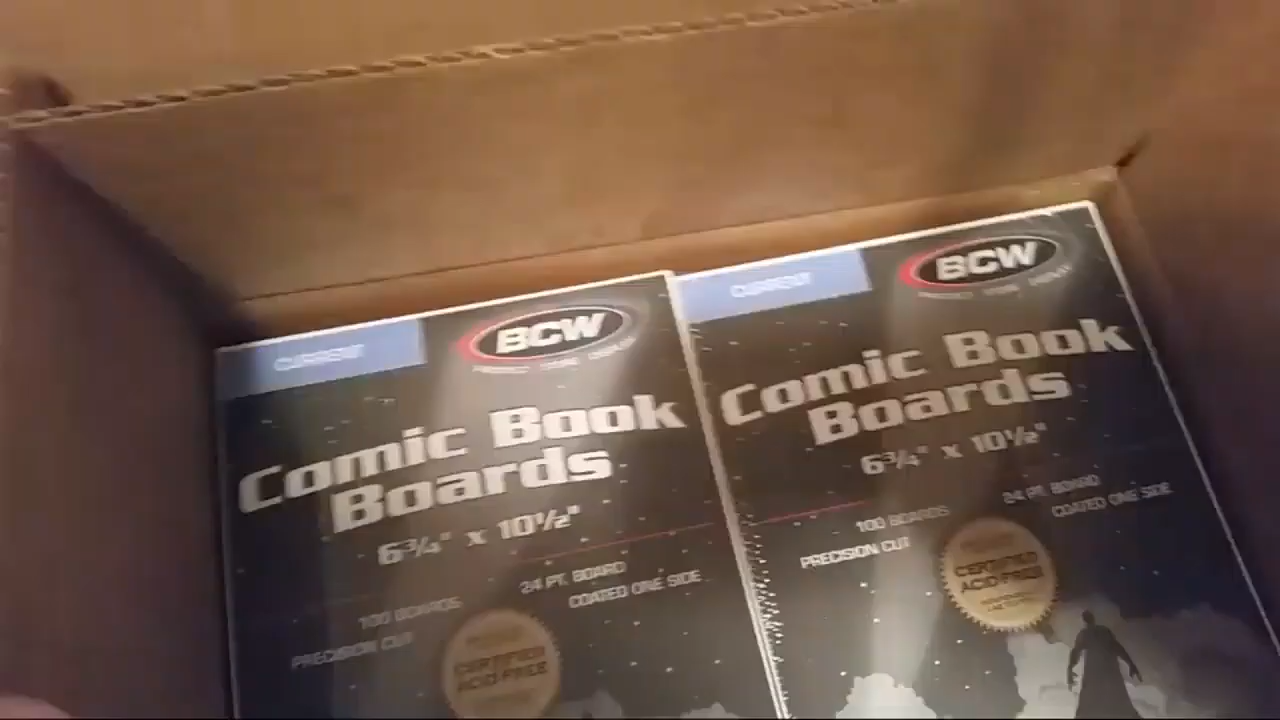 CURRENT
BCW
Comic Book
Boards
6¾" x 10½"
24 PT. BOARD
100 BOARDS
COATED ONE SIDE
PRECISION CUT
CERTIFIED
ACID FREE
CURRENT
BCW
Comic Book
Boards
6¾" x 10½"
24 PT. BOARD
100 BOARDS
COATED ONE SIDE
PRECISION CUT
CERTIFIED
ACID FREE